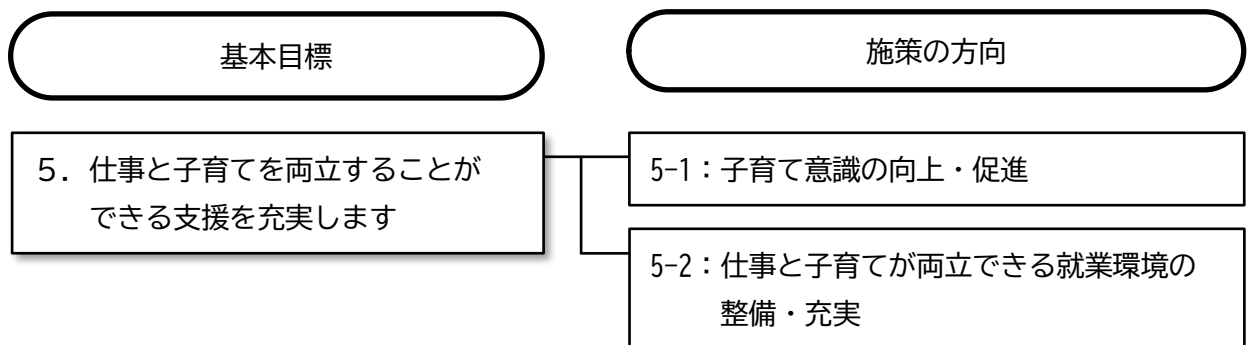 基本目標
施策の方向
5．仕事と子育てを両立することが
できる支援を充実します
5-1：子育て意識の向上・促進
5-2：仕事と子育てが両立できる就業環境の
整備・充実